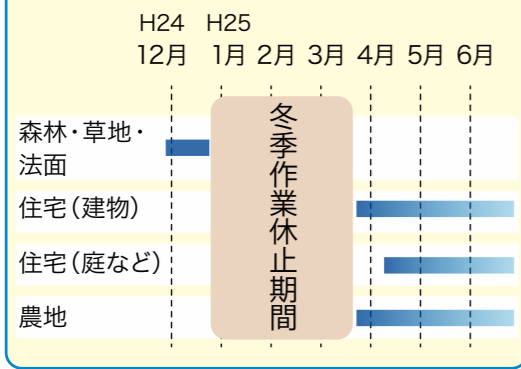 H24 H25
12月 1月 2月 3月 4月 5月 6月
冬季作業休止期間
森林・草地・
法面
住宅(建物)
住宅(庭など)
農地